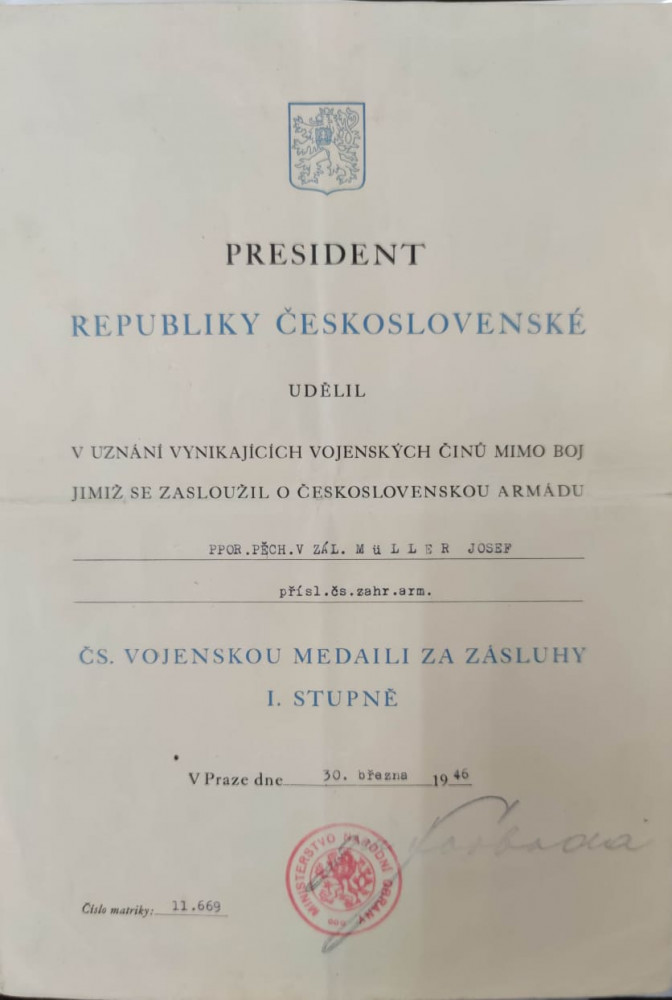 PRESIDENT
REPUBLIKY ČESKOSLOVENSKÉ
UDĚLIL
V UZNÁNÍ VYNIKAJÍCÍCH VOJENSKÝCH ČINŮ MIMO BOJ
JIMIŽ SE ZASLOUŽIL O ČESKOSLOVENSKOU ARMÁDU
PPOR.PĚCH.V ZÁL. MüLLER JOSEF
přísl.čs.zahr.arm.
ČS. VOJENSKOU MEDAILI ZA ZÁSLUHY
I. STUPNĚ
V Praze dne 30. března 1946
Svoboda
MINISTERSTVO NÁRODNÍ OBRANY
Číslo matriky: 11.669